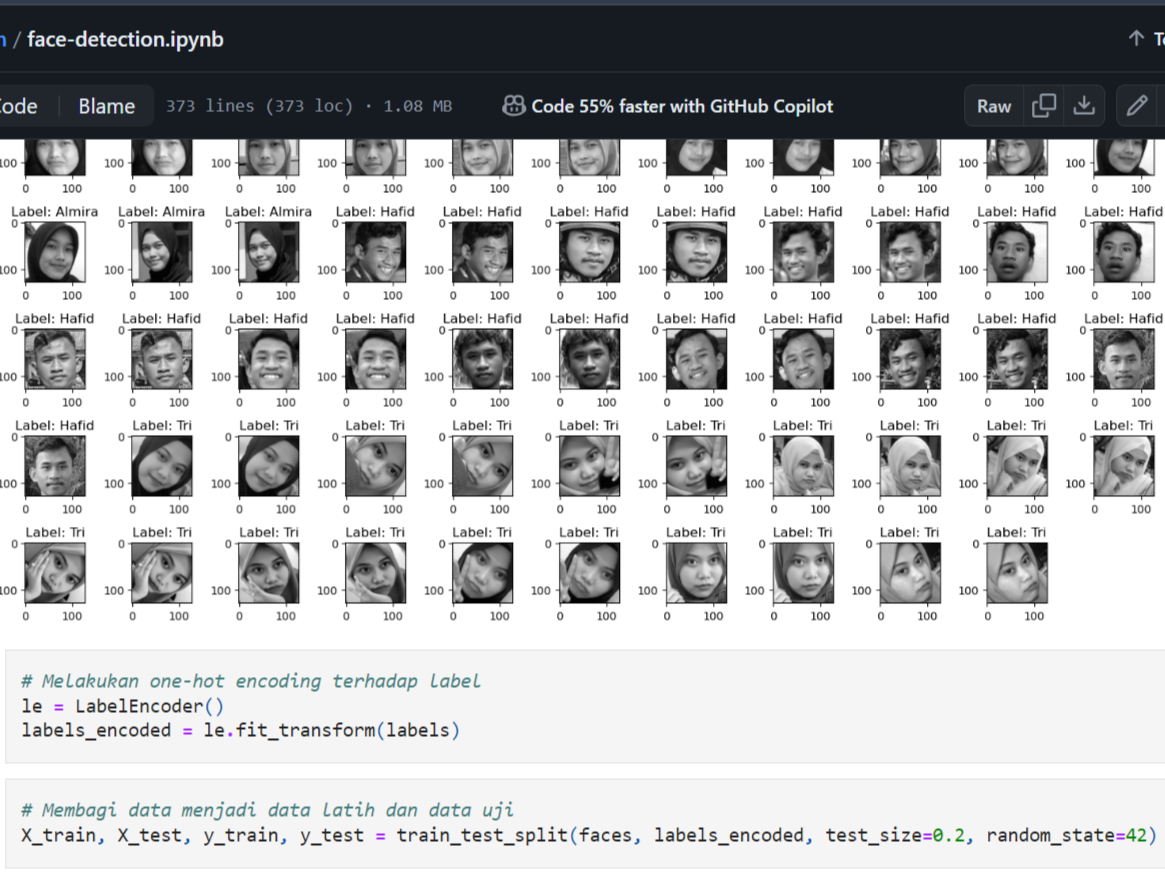 / face-detection.ipynb
Code Blame 373 lines (373 loc) · 1.08 MB Code 55% faster with GitHub Copilot Raw
100 100 100 100 100 100 100 100 100 100 100
0 100 0 100 0 100 0 100 0 100 0 100 0 100 0 100 0 100 0 100 0 100
Label: Almira Label: Almira Label: Almira Label: Hafid Label: Hafid Label: Hafid Label: Hafid Label: Hafid Label: Hafid Label: Hafid Label: Hafid
0 0 0 0 0 0 0 0 0 0 0
100 100 100 100 100 100 100 100 100 100 100
0 100 0 100 0 100 0 100 0 100 0 100 0 100 0 100 0 100 0 100 0 100
Label: Hafid Label: Hafid Label: Hafid Label: Hafid Label: Hafid Label: Hafid Label: Hafid Label: Hafid Label: Hafid Label: Hafid Label: Hafid
0 0 0 0 0 0 0 0 0 0 0
100 100 100 100 100 100 100 100 100 100 100
0 100 0 100 0 100 0 100 0 100 0 100 0 100 0 100 0 100 0 100 0 100
Label: Hafid Label: Tri Label: Tri Label: Tri Label: Tri Label: Tri Label: Tri Label: Tri Label: Tri Label: Tri Label: Tri
0 0 0 0 0 0 0 0 0 0 0
100 100 100 100 100 100 100 100 100 100 100
0 100 0 100 0 100 0 100 0 100 0 100 0 100 0 100 0 100 0 100 0 100
Label: Tri Label: Tri Label: Tri Label: Tri Label: Tri Label: Tri Label: Tri Label: Tri Label: Tri Label: Tri
0 0 0 0 0 0 0 0 0 0
100 100 100 100 100 100 100 100 100 100
0 100 0 100 0 100 0 100 0 100 0 100 0 100 0 100 0 100 0 100
# Melakukan one-hot encoding terhadap label
le = LabelEncoder()
labels_encoded = le.fit_transform(labels)
# Membagi data menjadi data latih dan data uji
X_train, X_test, y_train, y_test = train_test_split(faces, labels_encoded, test_size=0.2, random_state=42)